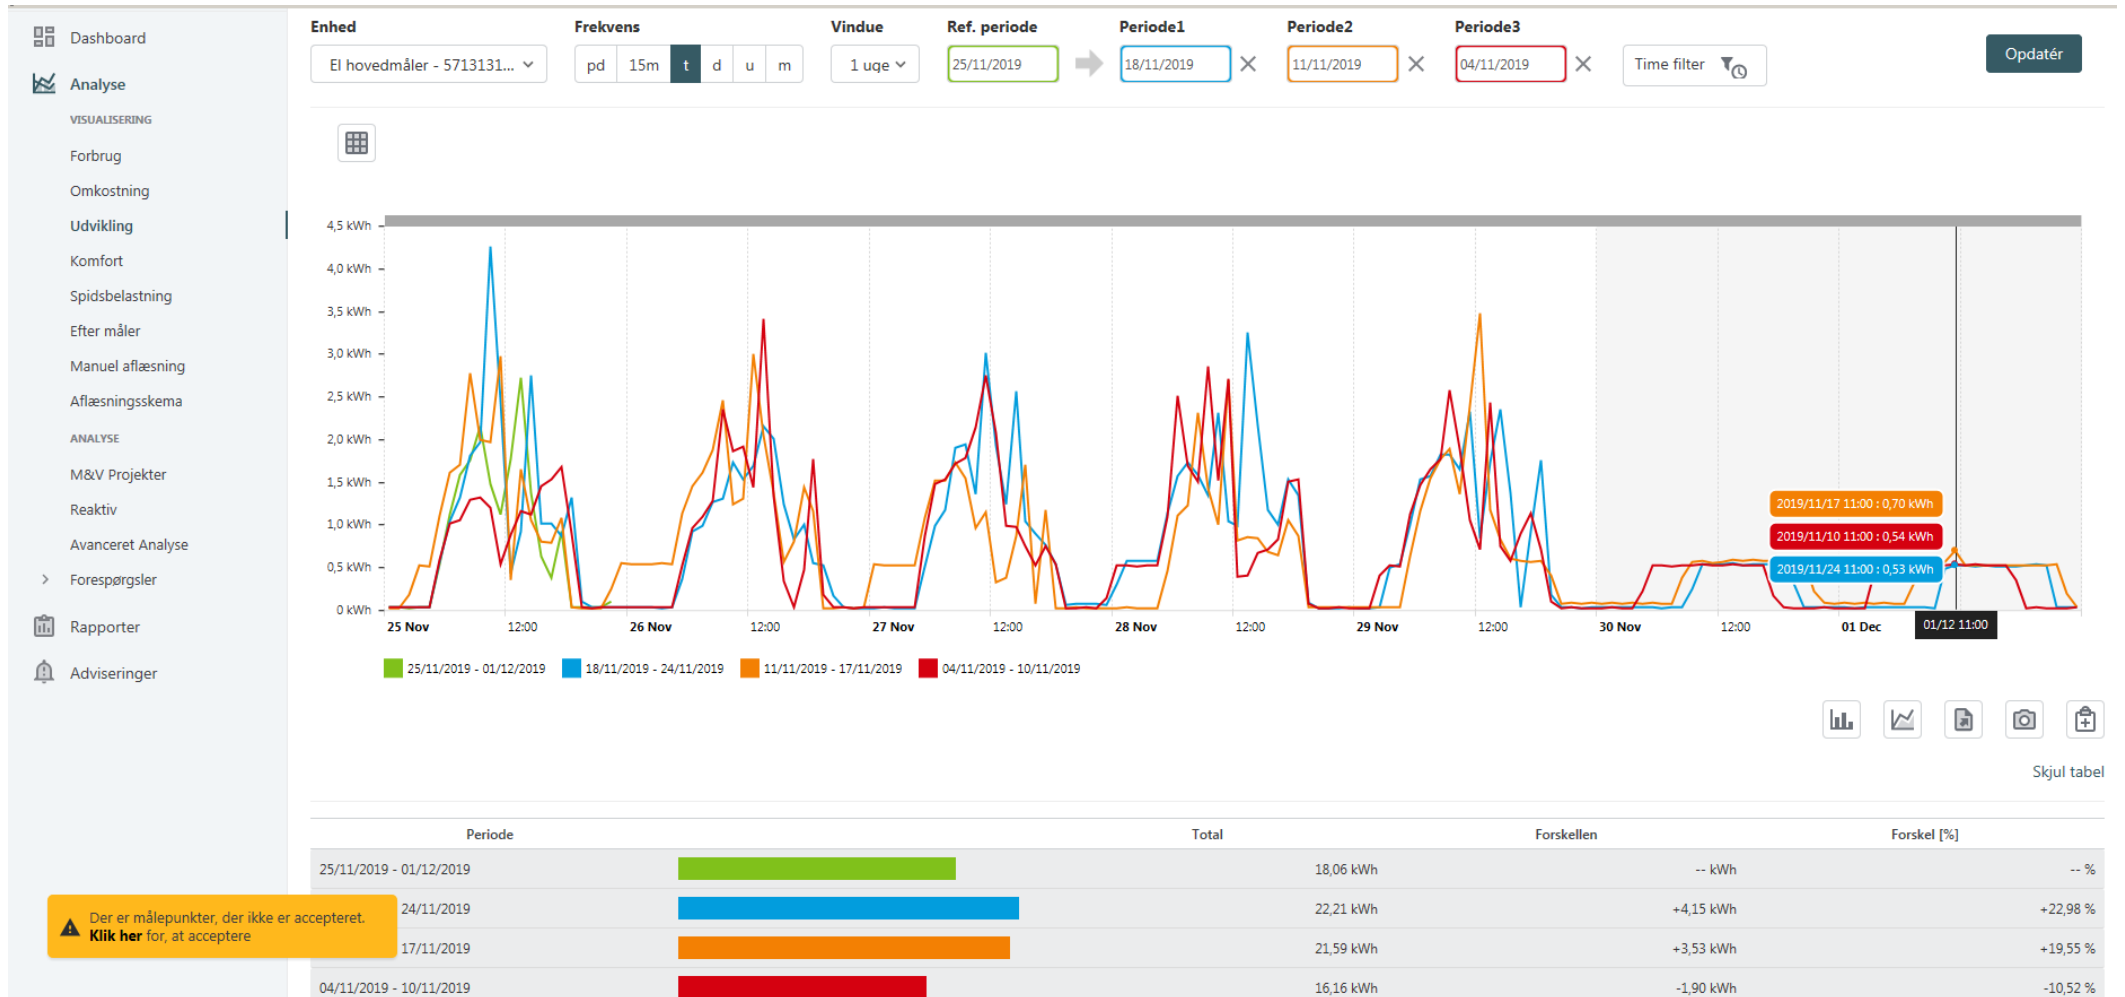 Dashboard
Analyse
VISUALISERING
Forbrug
Omkostning
Udvikling
Komfort
Spidsbelastning
Efter måler
Manuel aflæsning
Aflæsningsskema
ANALYSE
M&V Projekter
Reaktiv
Avanceret Analyse
Forespørgsler
Rapporter
Adviseringer
Enhed Frekvens Vindue Ref. periode Periode1 Periode2 Periode3
El hovedmåler - 5713131... pd 15m t d u m 1 uge 25/11/2019 18/11/2019 11/11/2019 04/11/2019 Time filter Opdatér
4,5 kWh
4,0 kWh
3,5 kWh
3,0 kWh
2,5 kWh
2,0 kWh
1,5 kWh
1,0 kWh
0,5 kWh
0 kWh
2019/11/17 11:00 : 0,70 kWh
2019/11/10 11:00 : 0,54 kWh
2019/11/24 11:00 : 0,53 kWh
25 Nov 12:00 26 Nov 12:00 27 Nov 12:00 28 Nov 12:00 29 Nov 12:00 30 Nov 12:00 01 Dec 01/12 11:00
25/11/2019 - 01/12/2019 18/11/2019 - 24/11/2019 11/11/2019 - 17/11/2019 04/11/2019 - 10/11/2019
Skjul tabel
Periode Total Forskellen Forskel [%]
25/11/2019 - 01/12/2019 18,06 kWh -- kWh -- %
24/11/2019 22,21 kWh +4,15 kWh +22,98 %
17/11/2019 21,59 kWh +3,53 kWh +19,55 %
04/11/2019 - 10/11/2019 16,16 kWh -1,90 kWh -10,52 %
Der er målepunkter, der ikke er accepteret.
Klik her for, at acceptere